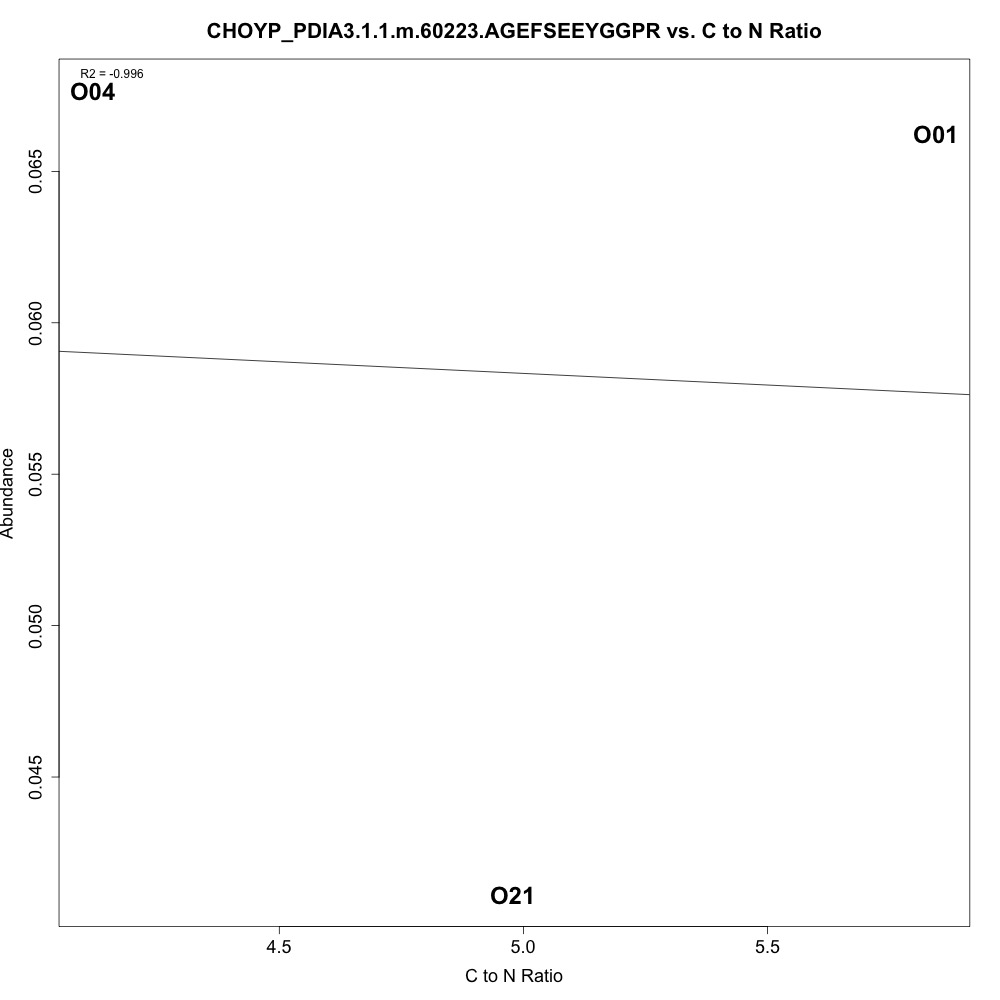 CHOYP_PDIA3.1.1.m.60223.AGEFSEEYGGPR vs. C to N Ratio
R2 = -0.996
O04
O01
0.065
0.060
0.055
Abundance
0.050
0.045
O21
4.5 5.0 5.5
C to N Ratio